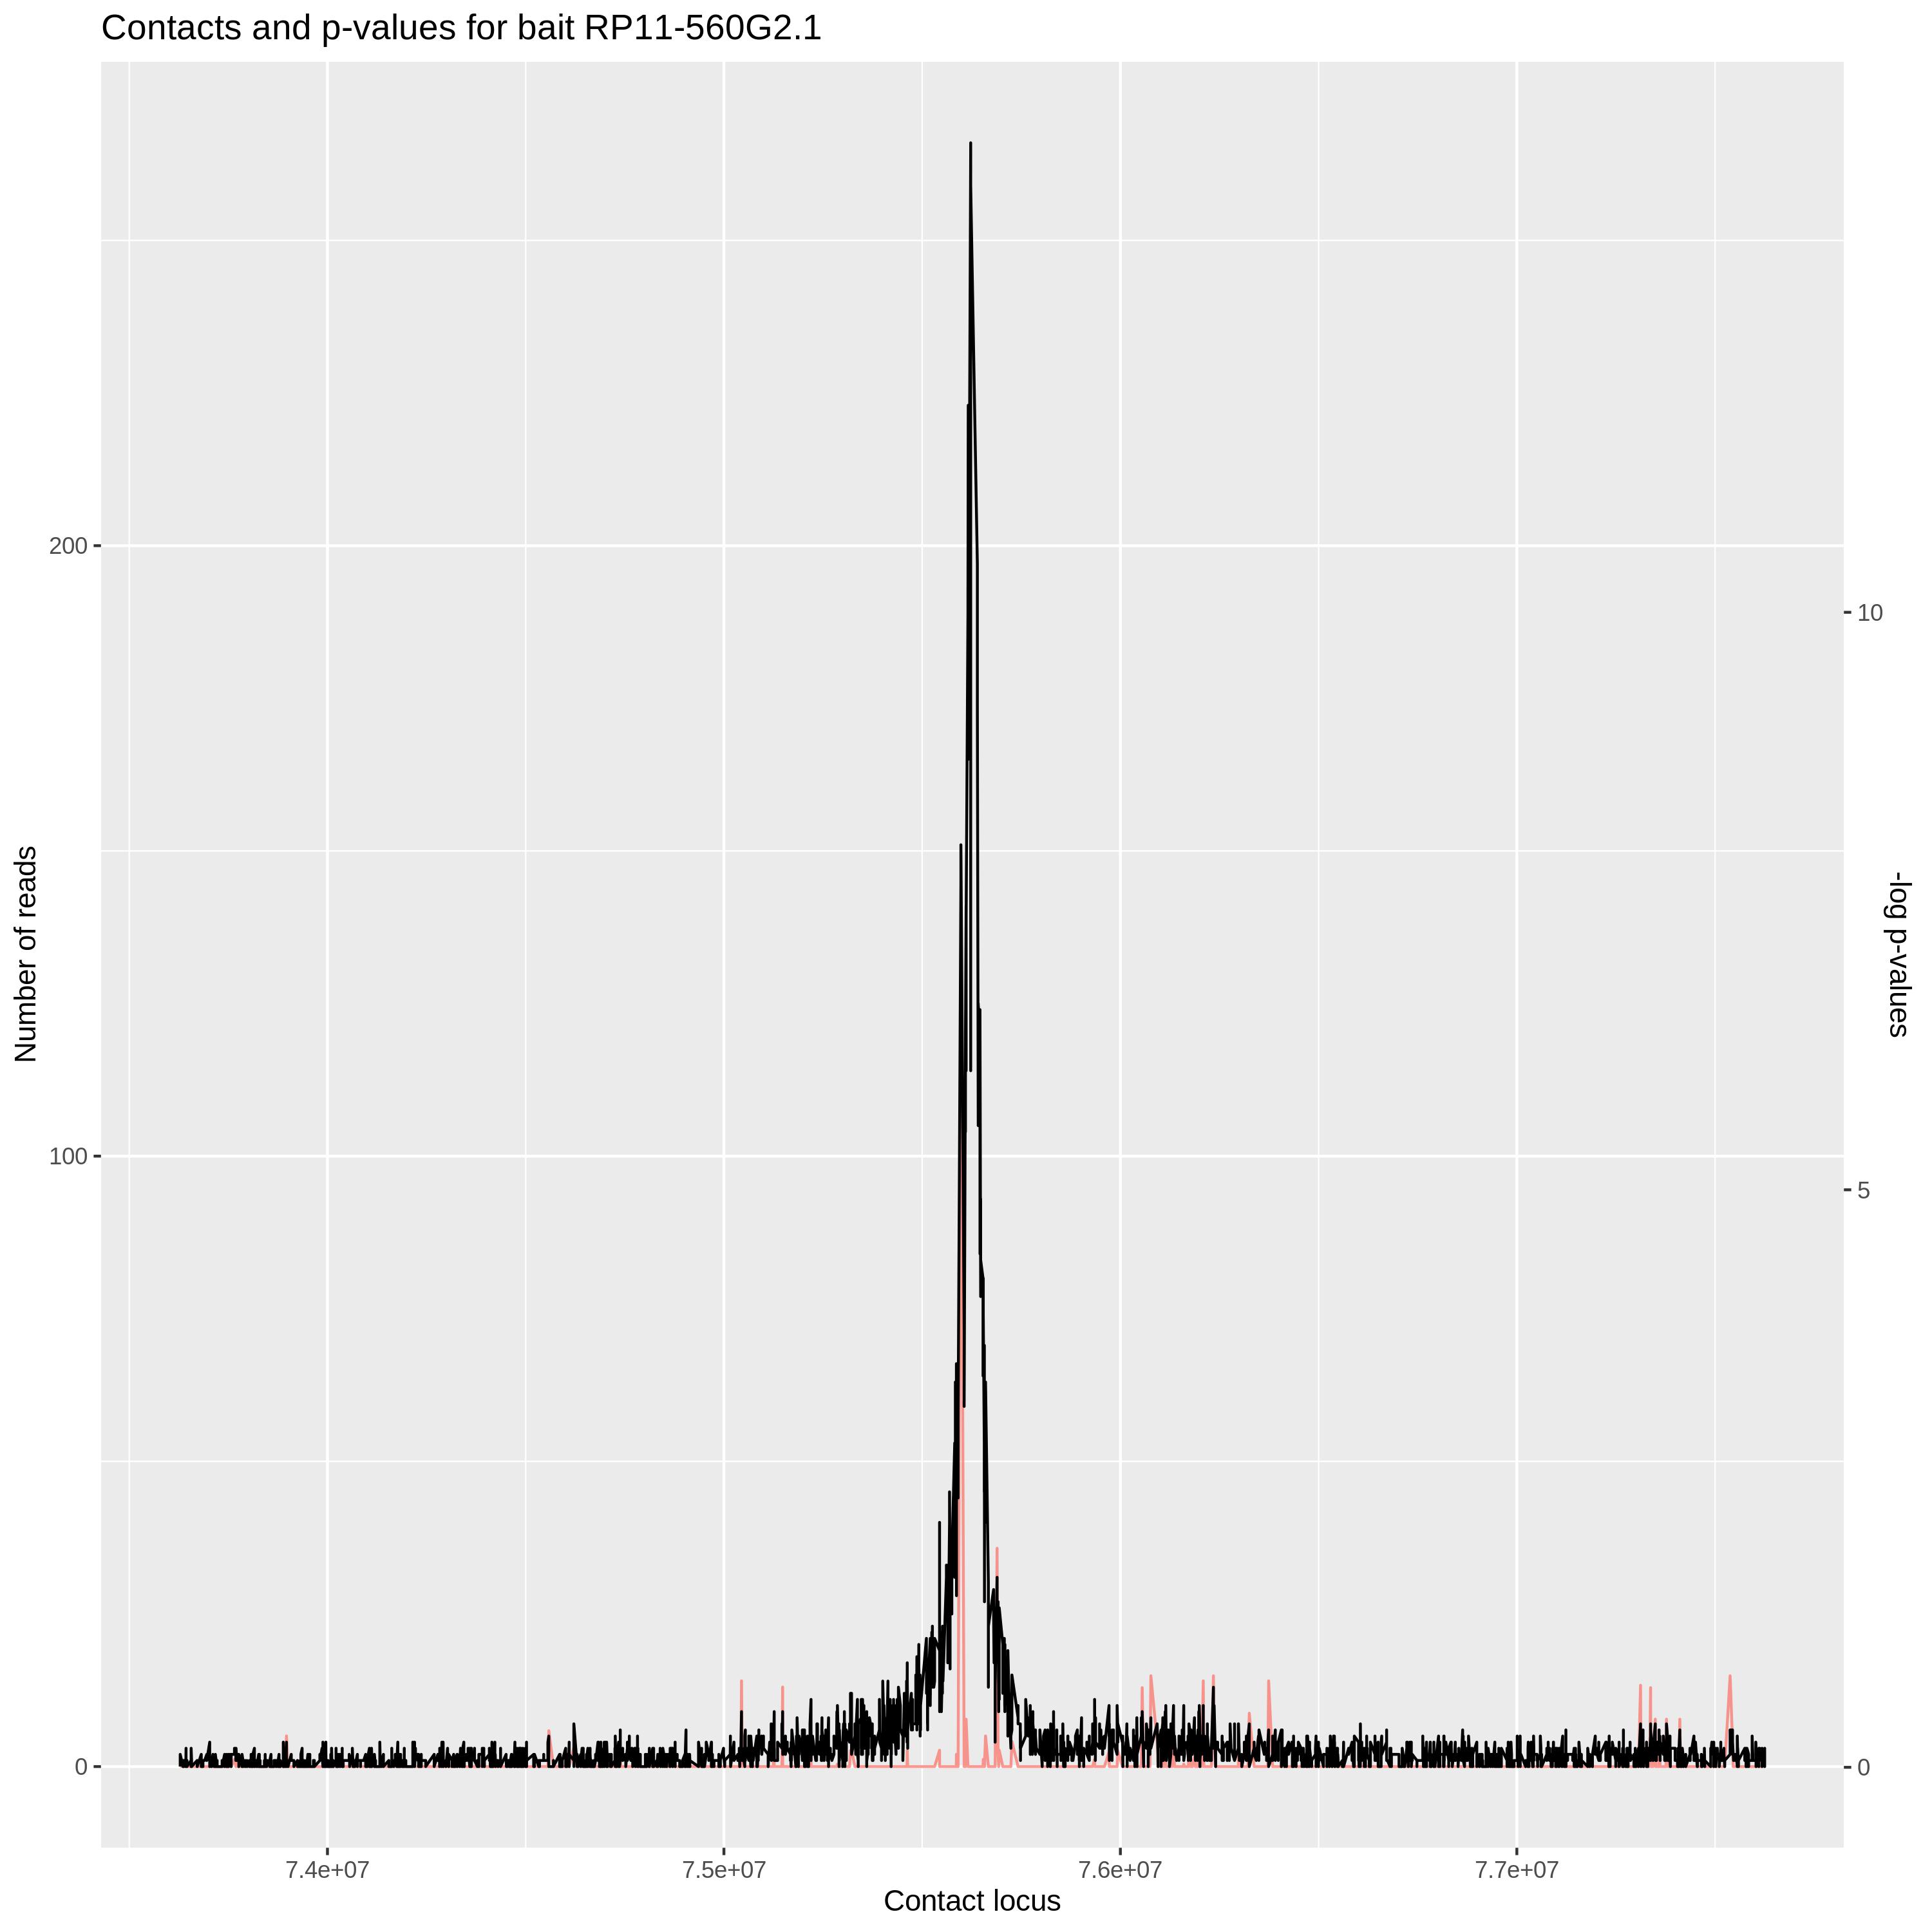 Contacts and p-values for bait RP11-560G2.1
Number of reads
200
100
0
10
5
0
-log p-values
7.4e+07 7.5e+07 7.6e+07 7.7e+07
Contact locus